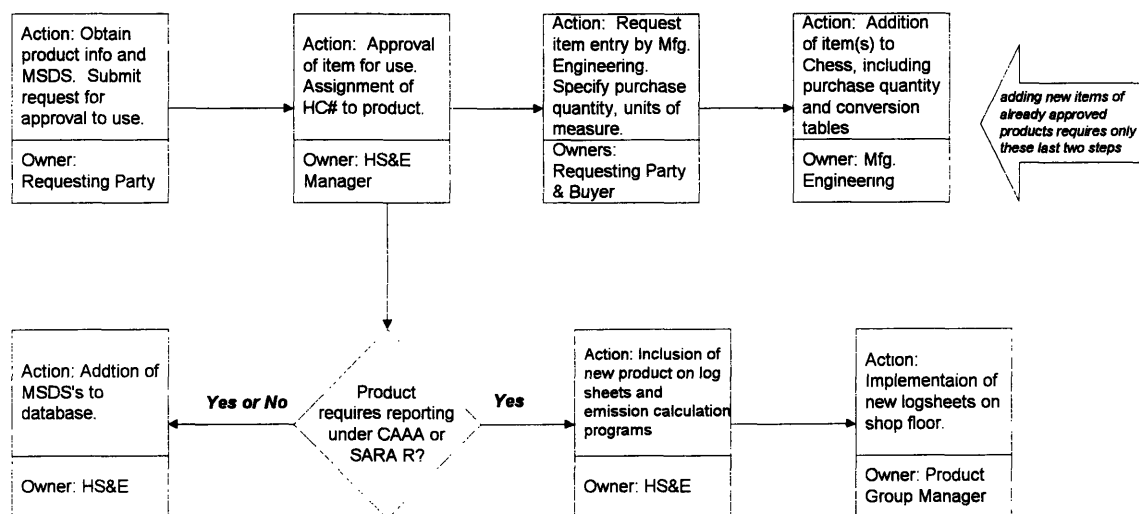 Action: Obtain
product info and
MSDS. Submit
request for
approval to use.
Owner:
Requesting Party
Action: Approval
of item for use.
Assignment of
HC# to product.
Owner: HS&E
Manager
Action: Request
item entry by Mfg.
Engineering.
Specify purchase
quantity, units of
measure.
Owners:
Requesting Party
& Buyer
Action: Addition
of item(s) to
Chess, including
purchase quantity
and conversion
tables
Owner: Mfg.
Engineering
adding new items of
already approved
products requires only
these last two steps
Action: Addtion of
MSDS's to
database.
Owner: HS&E
Yes or No
Product
requires reporting
under CAAA or
SARA R?
Yes
Action: Inclusion of
new product on log
sheets and
emission calculation
programs
Owner: HS&E
Action:
Implementaion of
new logsheets on
shop floor.
Owner: Product
Group Manager